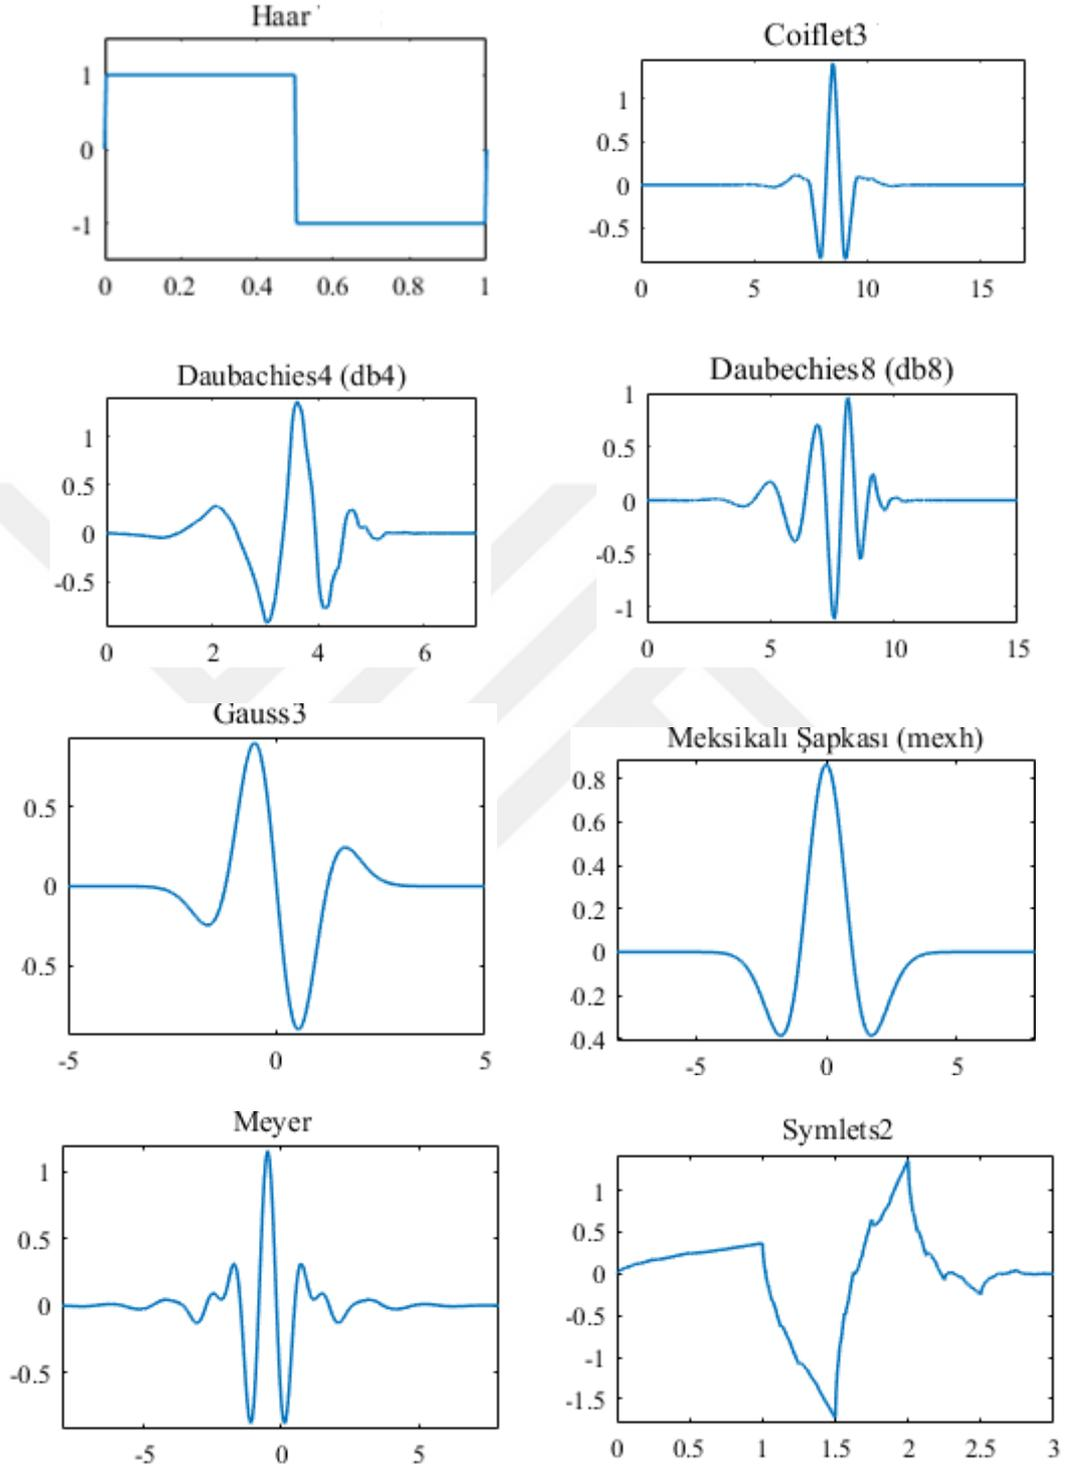 Haar
1
0
-1
0 0.2 0.4 0.6 0.8 1
Coiflet3
1
0.5
0
-0.5
0 5 10 15
Daubachies4 (db4)
1
0.5
0
-0.5
0 2 4 6
Daubechies8 (db8)
1
0.5
0
-0.5
-1
0 5 10 15
Gauss3
0.5
0
0.5
-5 0 5
Meksikalı Şapkası (mexh)
0.8
0.6
0.4
0.2
0
0.2
0.4
-5 0 5
Meyer
1
0.5
0
-0.5
-5 0 5
Symlets2
1
0.5
0
-0.5
-1
-1.5
0 0.5 1 1.5 2 2.5 3